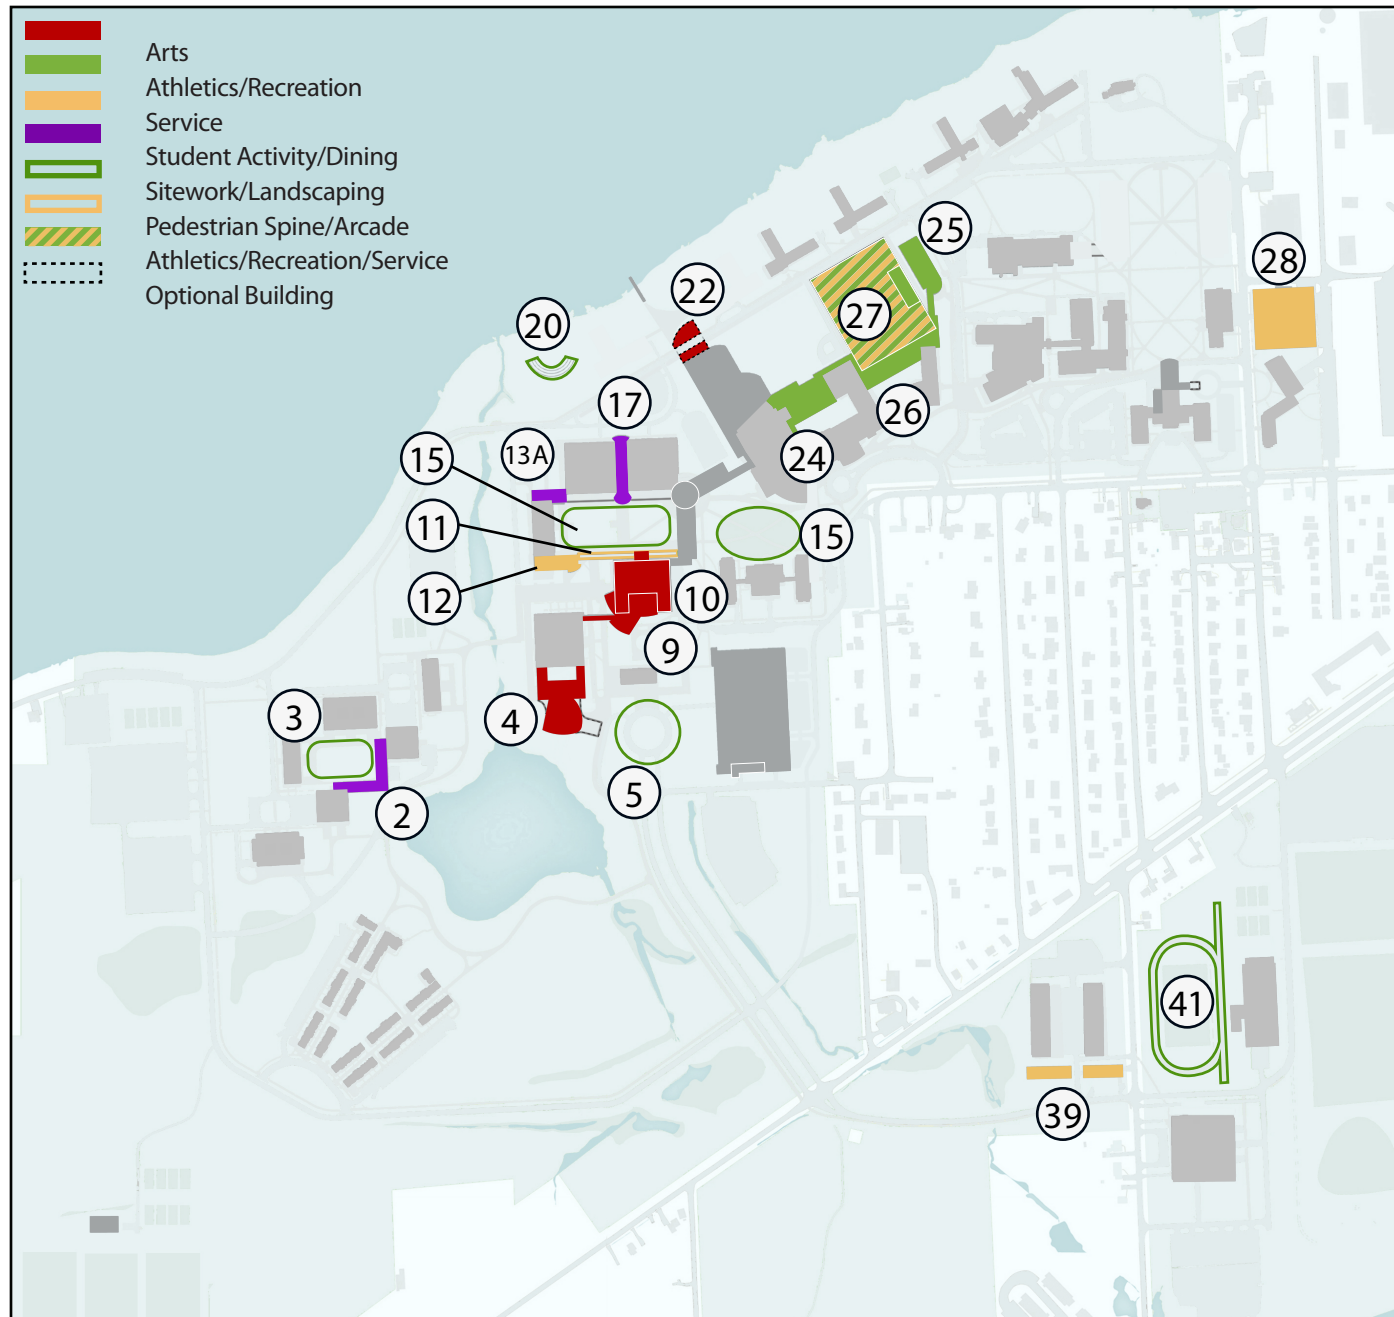 Arts
Athletics/Recreation
Service
Student Activity/Dining
Sitework/Landscaping
Pedestrian Spine/Arcade
Athletics/Recreation/Service
Optional Building
25
28
22
27
20
17
26
13A
15
24
11
15
12
10
9
3
4
5
2
41
39